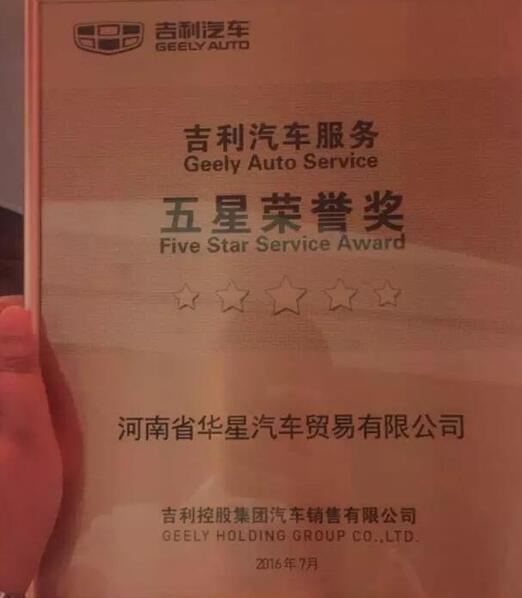 吉利汽车
GEELY AUTO
吉利汽车服务
Geely Auto Service
五星荣誉奖
Five Star Service Award
河南省华星汽车贸易有限公司
吉利控股集团汽车销售有限公司
GEELY HOLDING GROUP CO.,LTD.
2016年7月